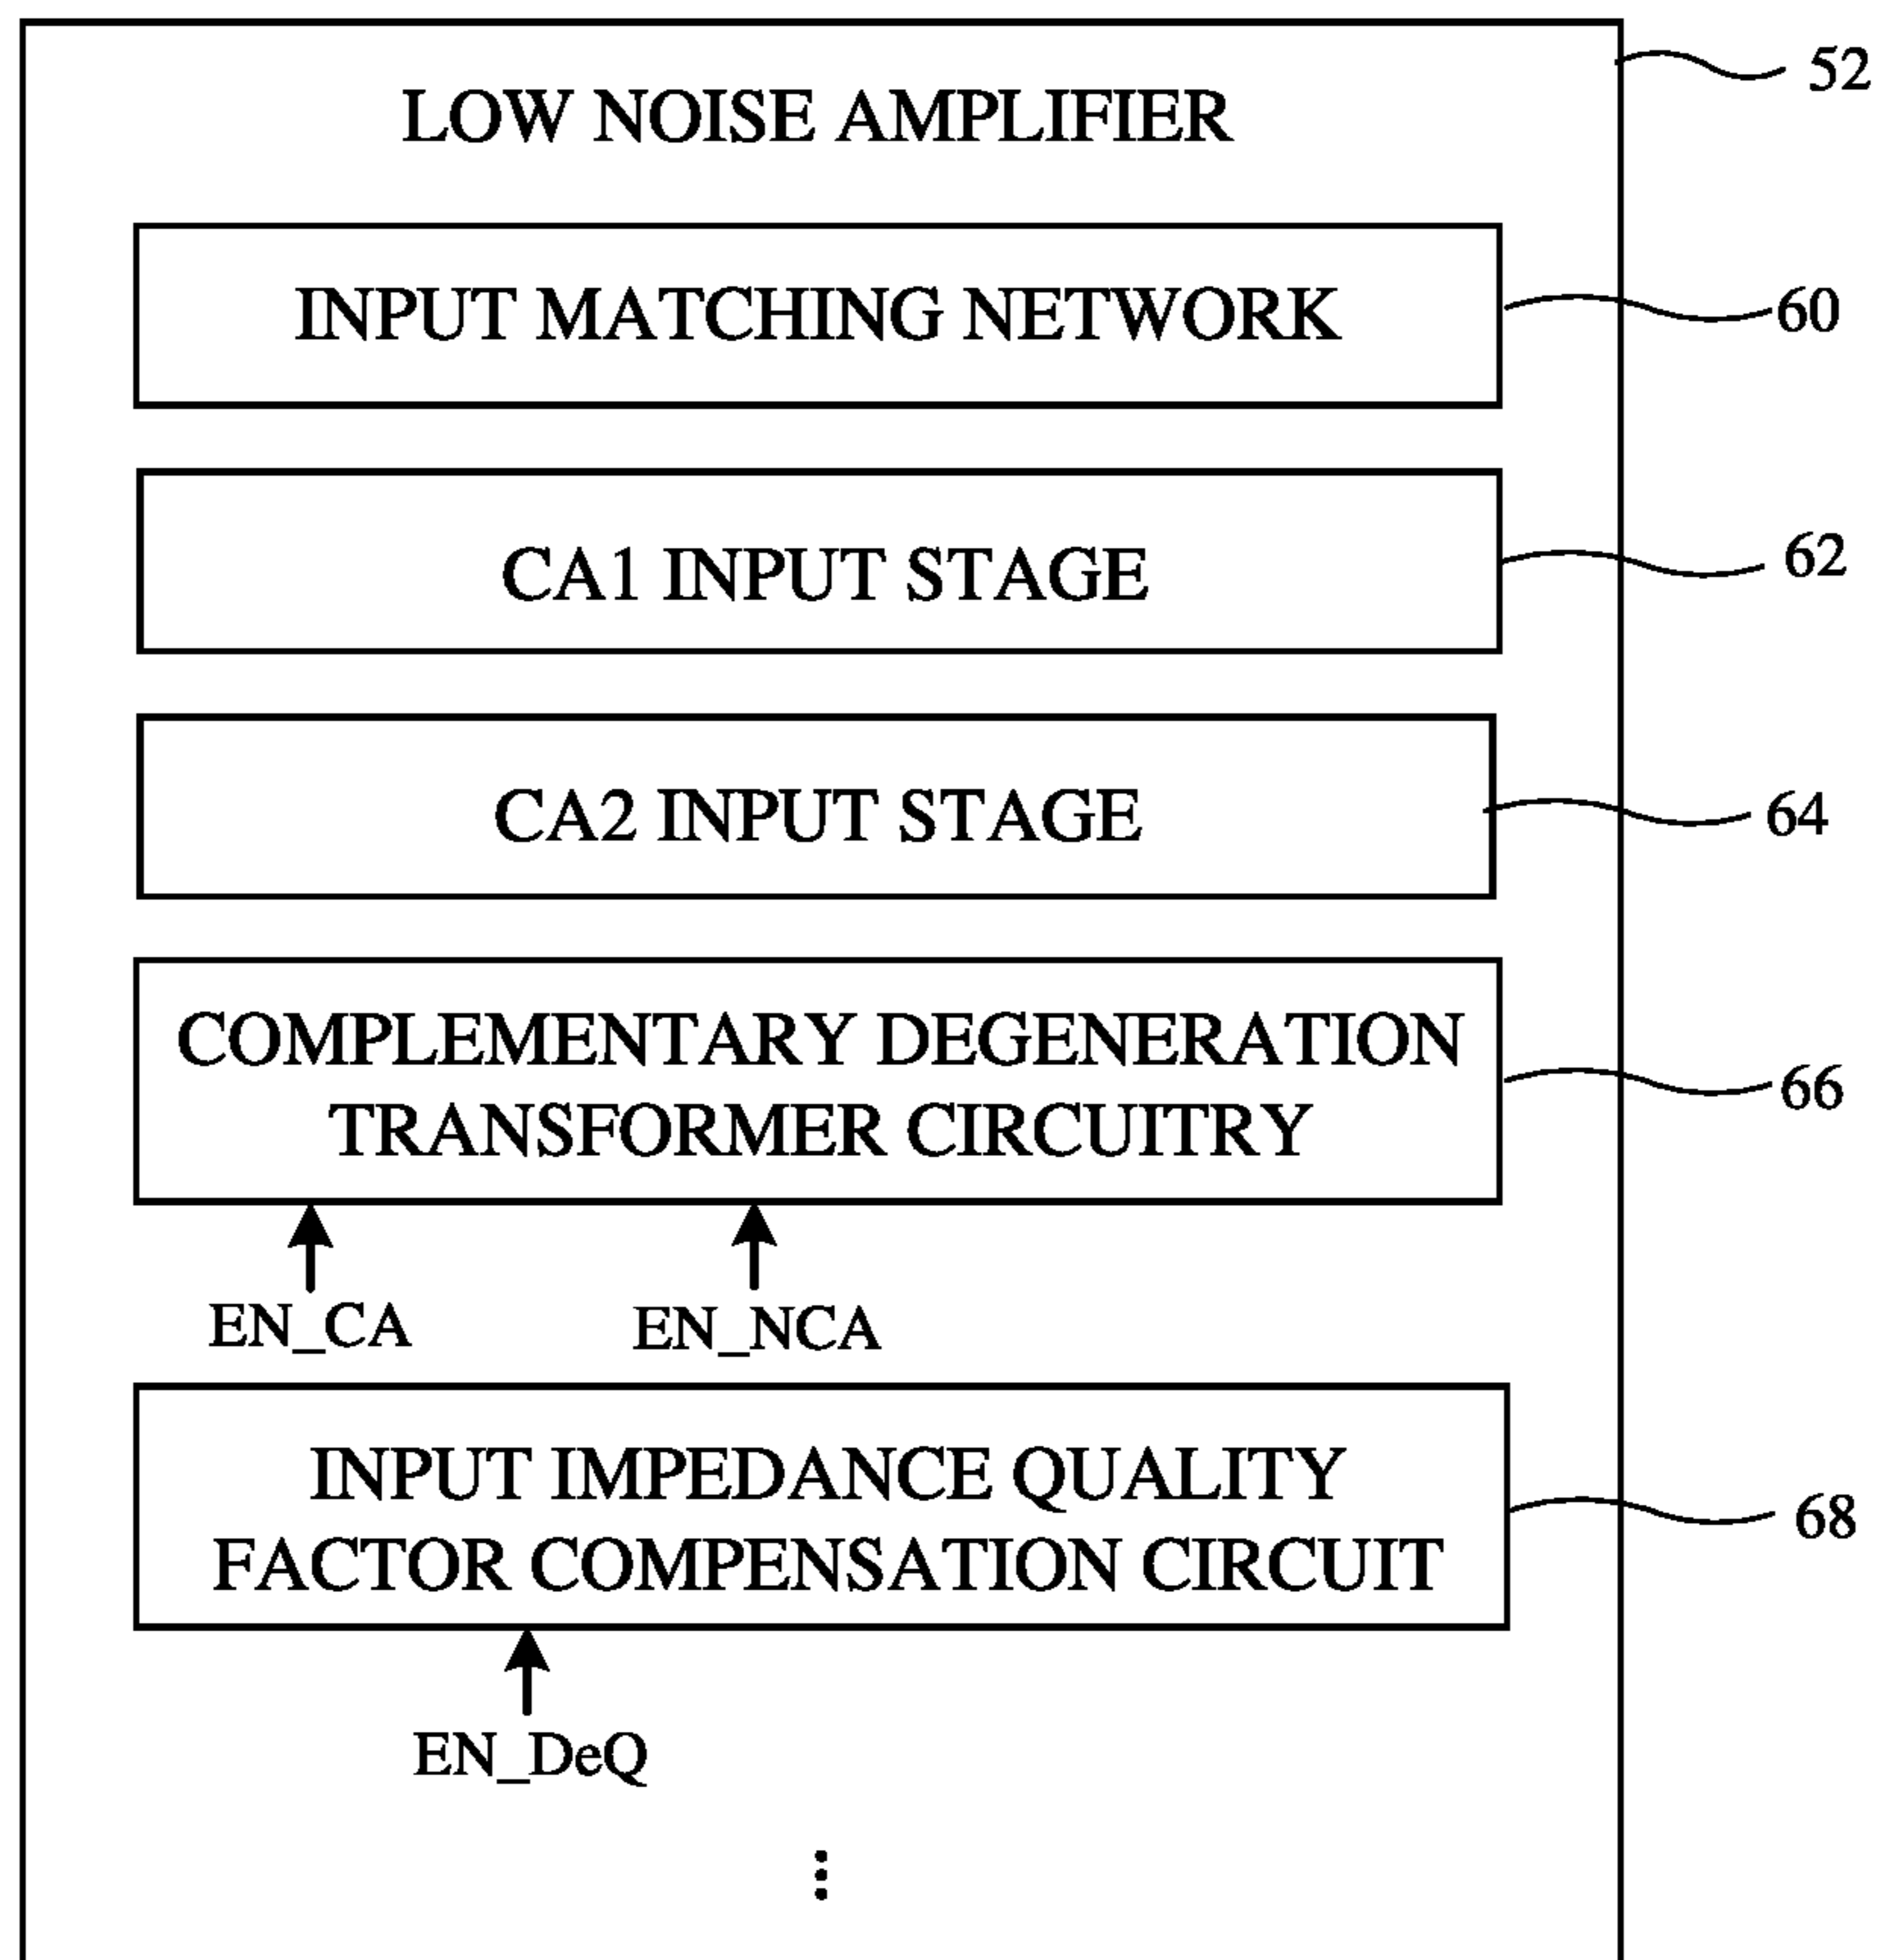 52
LOW NOISE AMPLIFIER
INPUT MATCHING NETWORK
60
CA1 INPUT STAGE
62
CA2 INPUT STAGE
64
COMPLEMENTARY DEGENERATION
TRANSFORMER CIRCUITRY
66
EN_CA
EN_NCA
INPUT IMPEDANCE QUALITY
FACTOR COMPENSATION CIRCUIT
68
EN_DeQ